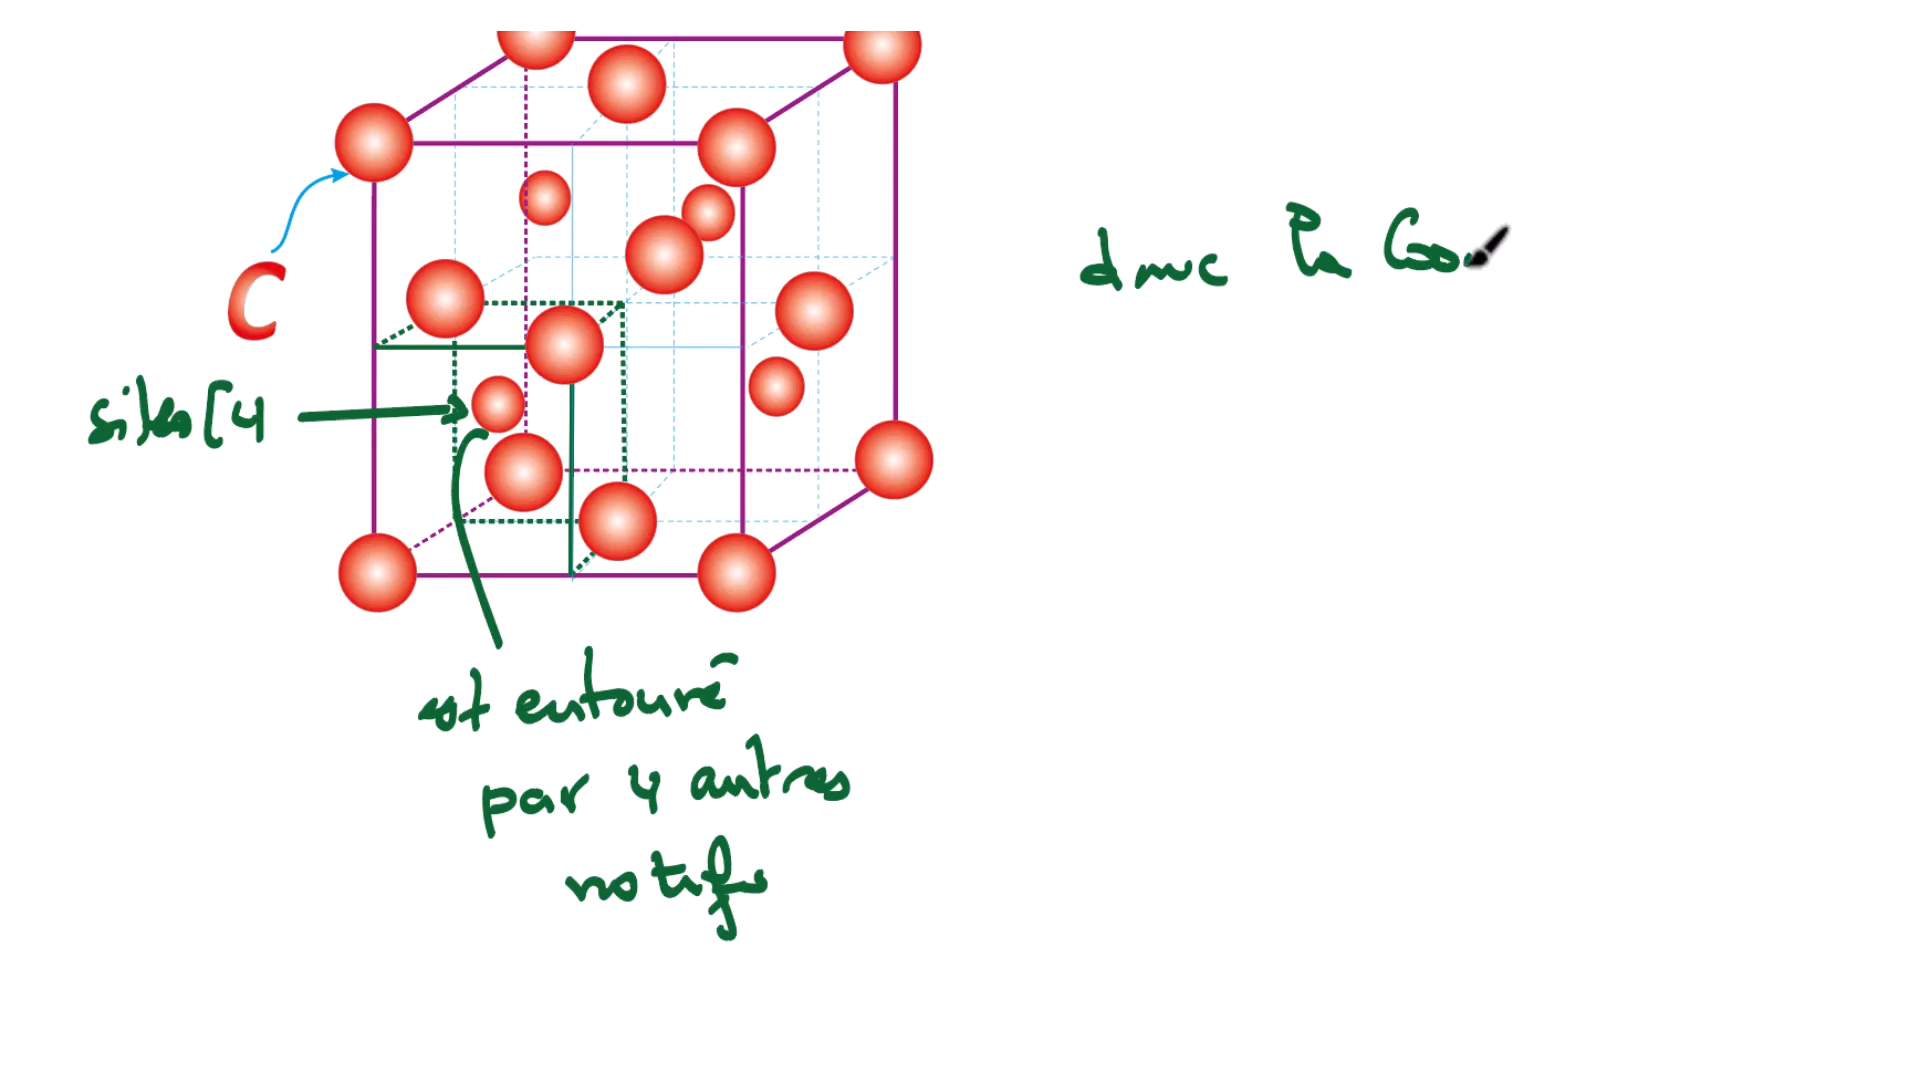 C
sites [4
est entouré
par 4 autres
motifs
donc la Coo